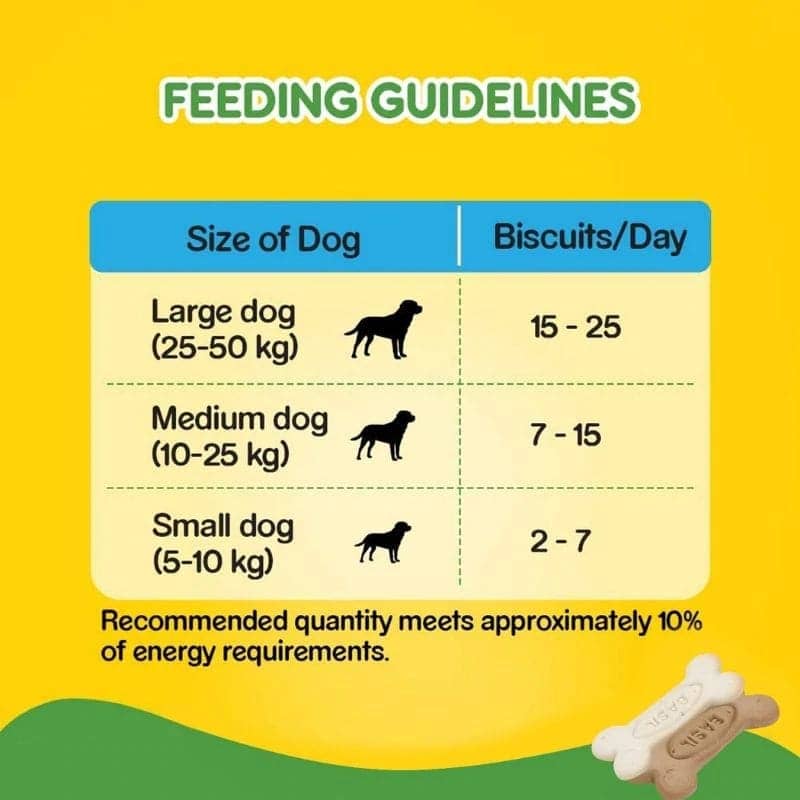 FEEDING GUIDELINES
Size of Dog
Biscuits/Day
Large dog
(25-50 kg)
15 - 25
Medium dog
(10-25 kg)
7 - 15
Small dog
(5-10 kg)
2 - 7
Recommended quantity meets approximately 10%
of energy requirements.
BASIL
BASIL